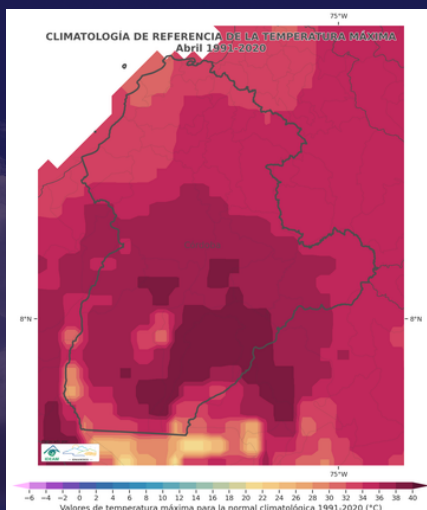 75°W
CLIMATOLOGÍA DE REFERENCIA DE LA TEMPERATURA MÁXIMA
Abril 1991-2020
8°N
8°N
75°W
−6 −4 −2 0 2 4 6 8 10 12 14 16 18 20 22 24 26 28 30 32 34 36 38 40
Valores de temperatura máxima para la normal climatológica 1991-2020 (°C)